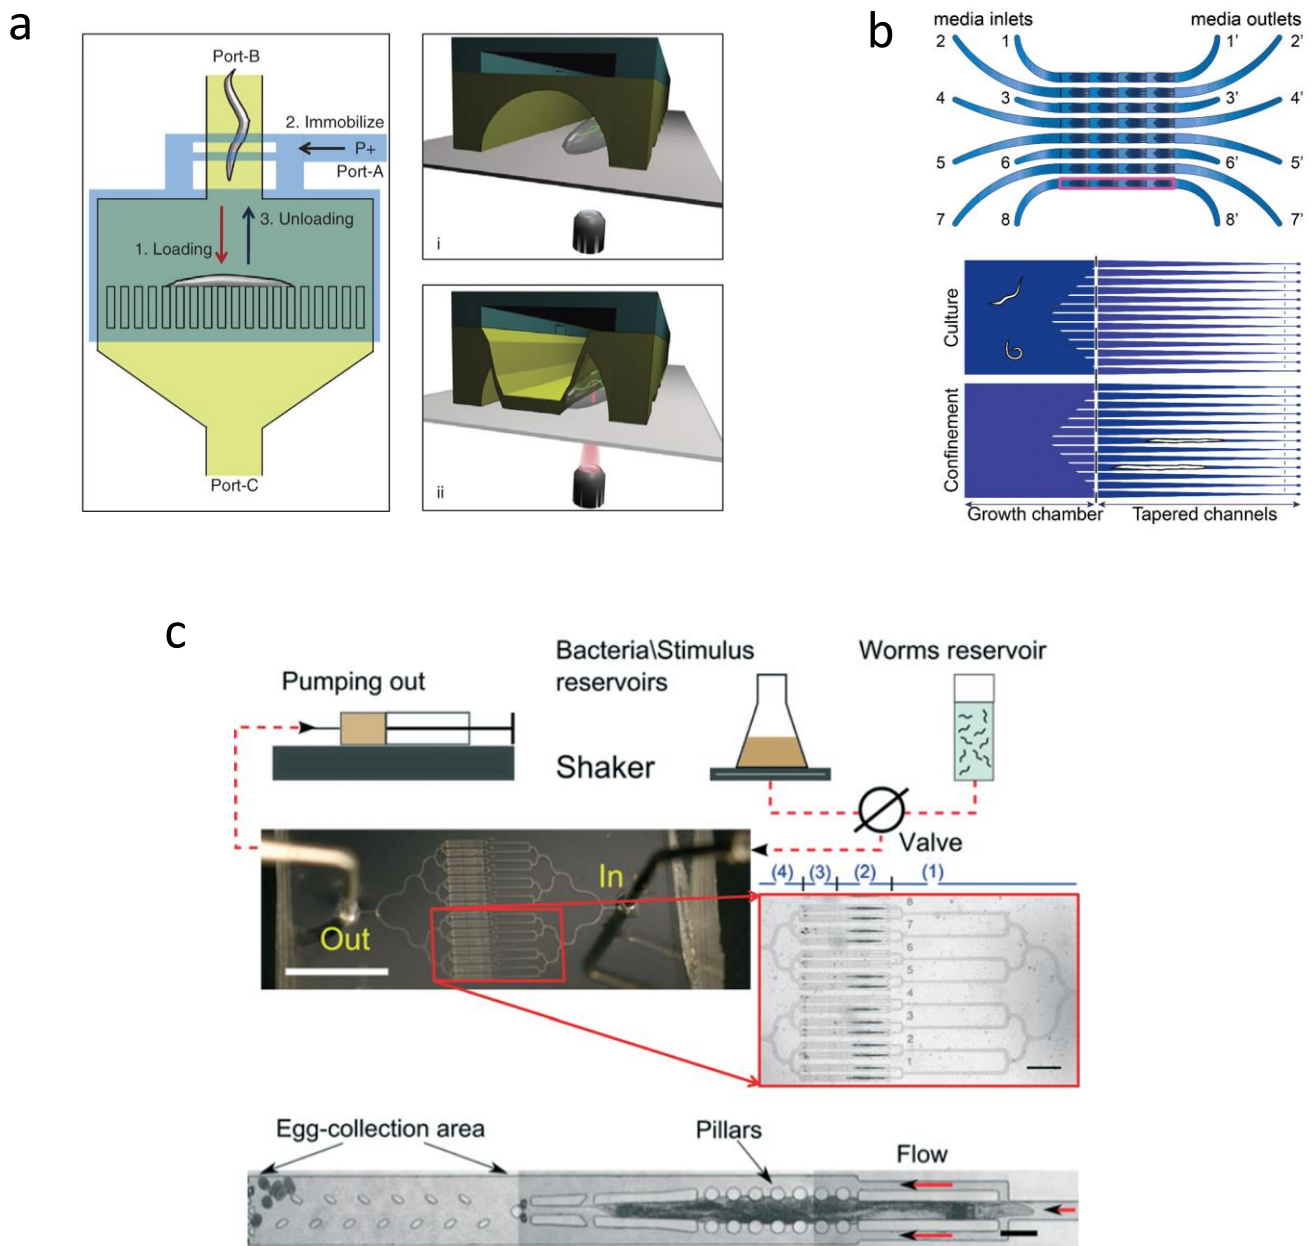 a
Port-B
2. Immobilize
P+
Port-A
3. Unloading
1. Loading
Port-C
i
ii
b
media inlets
media outlets
2
1
1'
2'
4
3
3'
4'
5
6
6'
5'
7
8
8'
7'
Culture
Confinement
Growth chamber
Tapered channels
c
Pumping out
Bacteria\Stimulus
reservoirs
Worms reservoir
Shaker
Valve
In
Out
(4)
(3)
(2)
(1)
8
7
6
5
4
3
2
1
Egg-collection area
Pillars
Flow